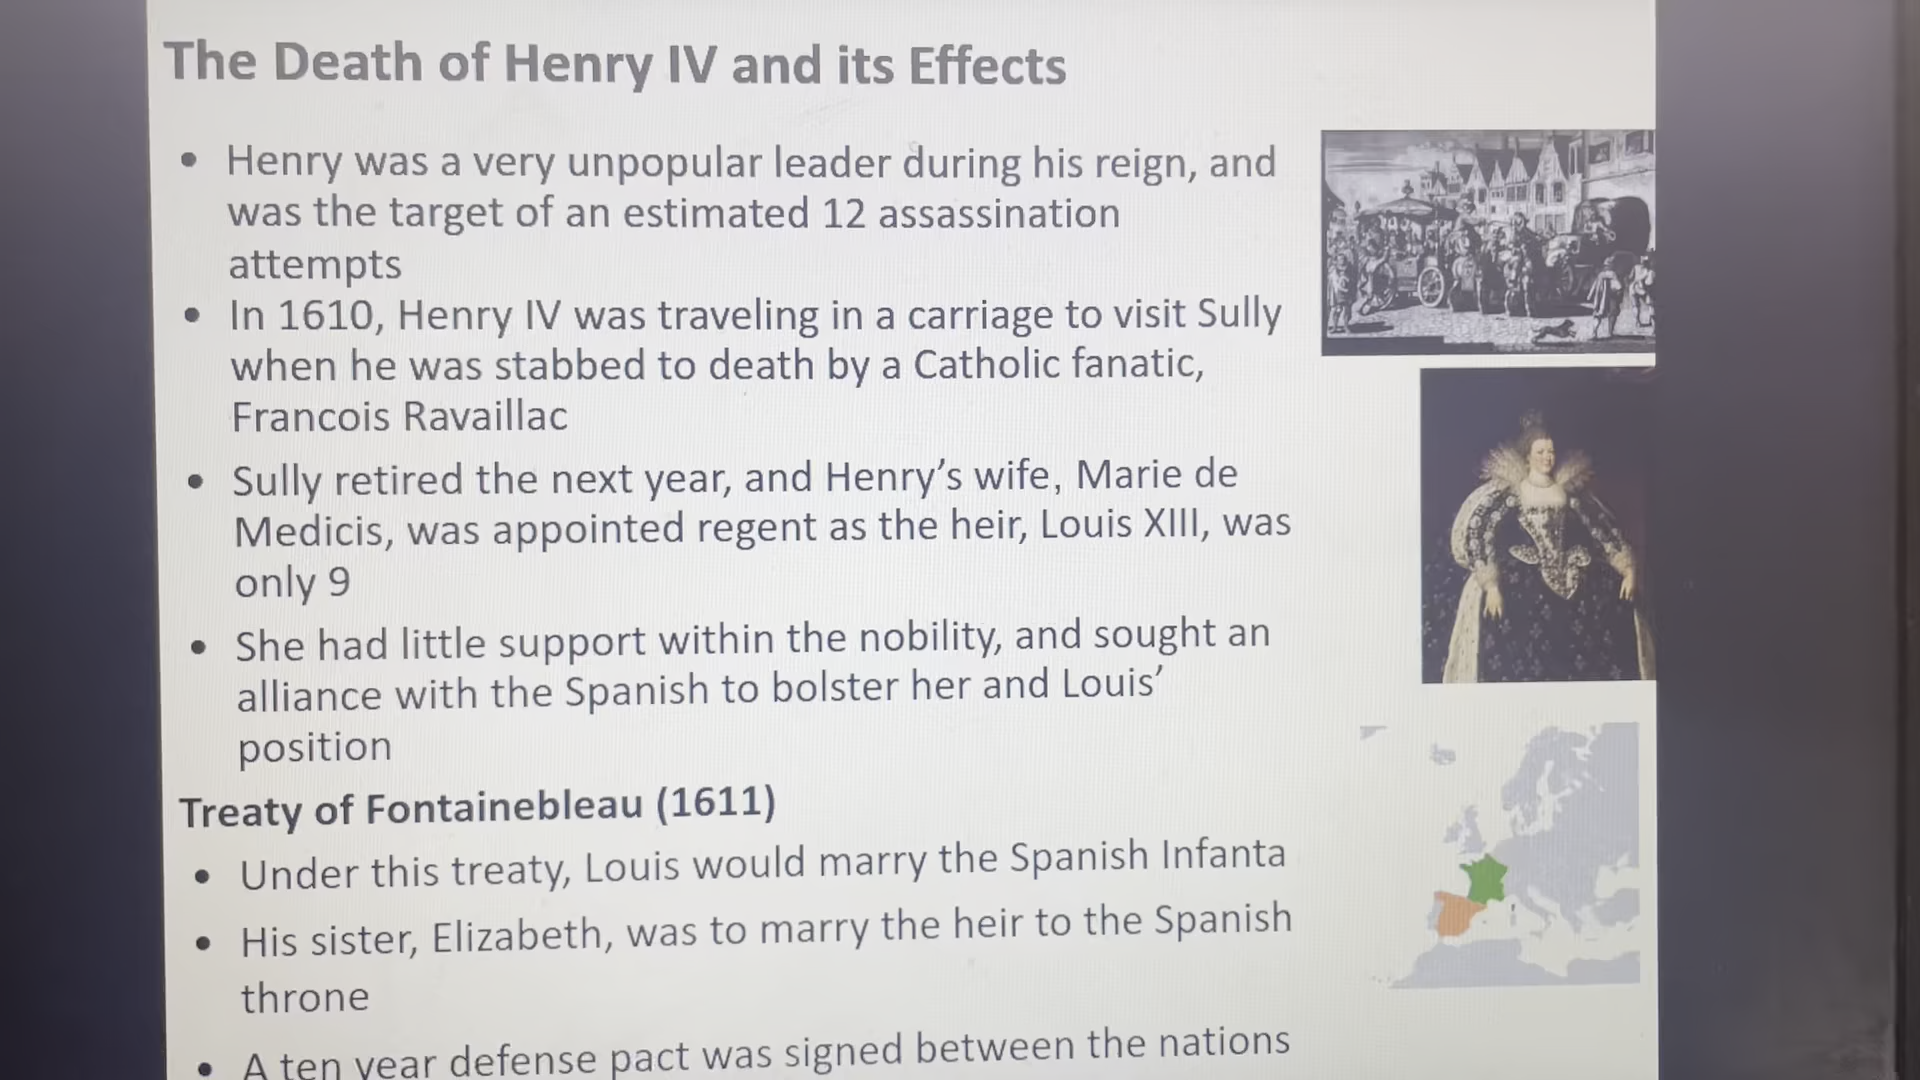 The Death of Henry IV and its Effects
• Henry was a very unpopular leader during his reign, and
was the target of an estimated 12 assassination
attempts
• In 1610, Henry IV was traveling in a carriage to visit Sully
when he was stabbed to death by a Catholic fanatic,
Francois Ravaillac
• Sully retired the next year, and Henry’s wife, Marie de
Medicis, was appointed regent as the heir, Louis XIII, was
only 9
• She had little support within the nobility, and sought an
alliance with the Spanish to bolster her and Louis’
position
Treaty of Fontainebleau (1611)
• Under this treaty, Louis would marry the Spanish Infanta
• His sister, Elizabeth, was to marry the heir to the Spanish
throne
• A ten year defense pact was signed between the nations